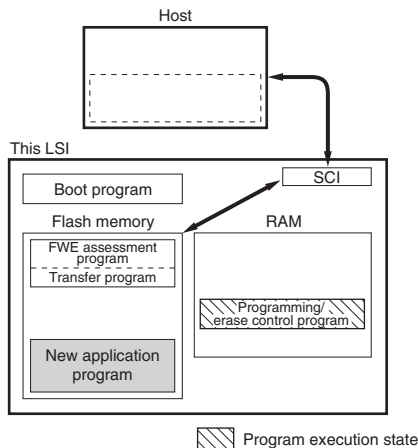 Host
This LSI
SCI
Boot program
Flash memory
RAM
FWE assessment
program
Transfer program
Programming/
erase control program
New application
program
Program execution state